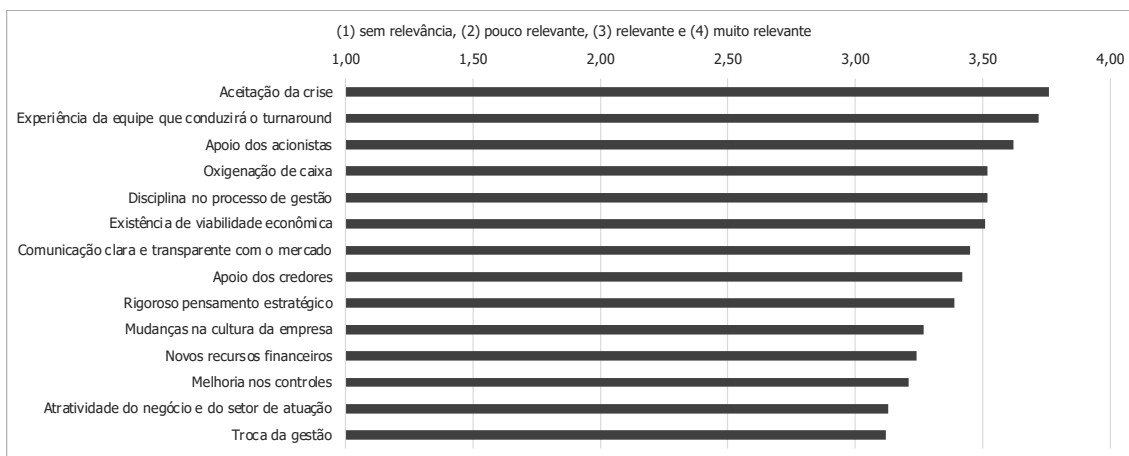 (1) sem relevância, (2) pouco relevante, (3) relevante e (4) muito relevante
1,00 1,50 2,00 2,50 3,00 3,50 4,00
Aceitação da crise
Experiência da equipe que conduzirá o turnaround
Apoio dos acionistas
Oxigenação de caixa
Disciplina no processo de gestão
Existência de viabilidade econômica
Comunicação clara e transparente com o mercado
Apoio dos credores
Rigoroso pensamento estratégico
Mudanças na cultura da empresa
Novos recursos financeiros
Melhoria nos controles
Atratividade do negócio e do setor de atuação
Troca da gestão